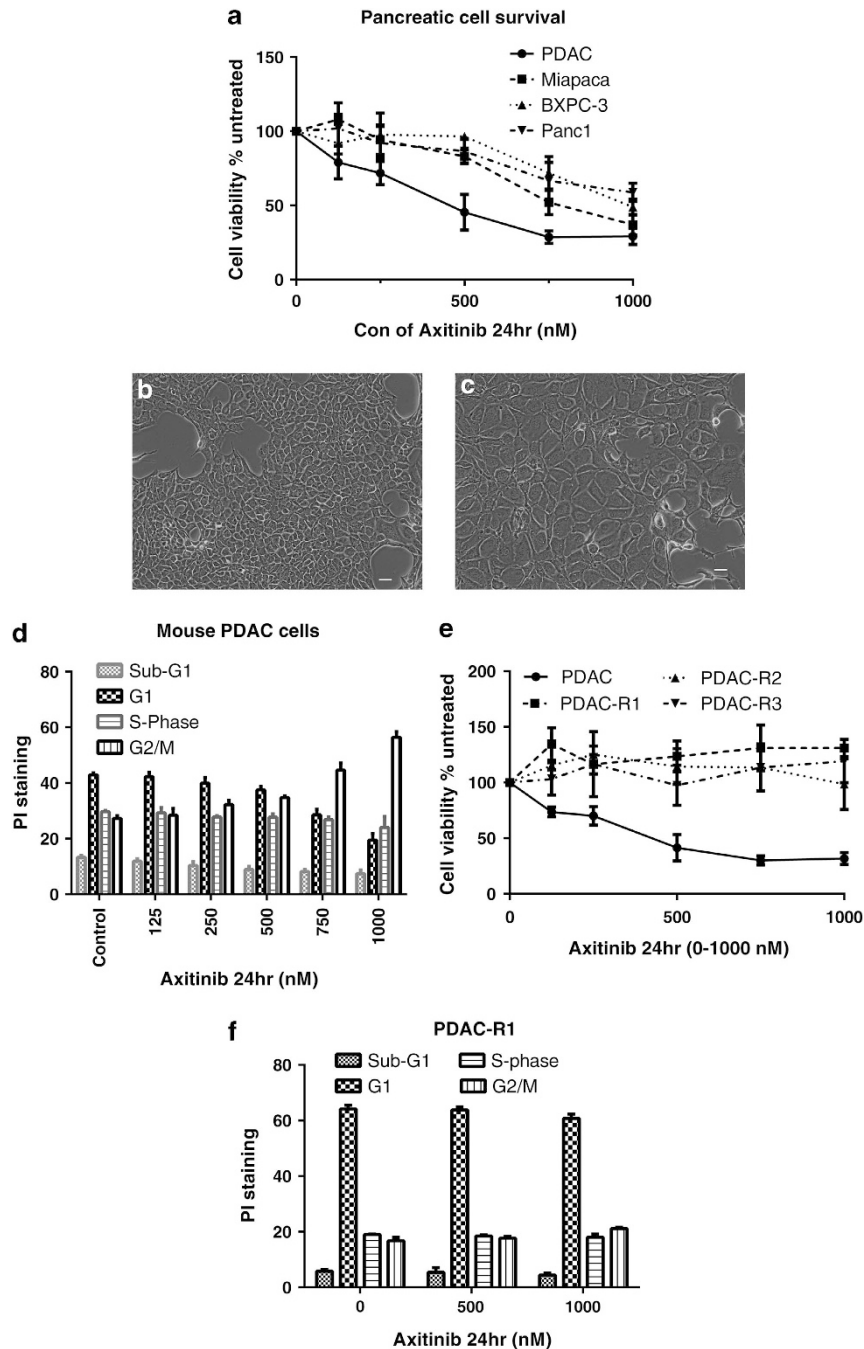 a
Pancreatic cell survival
150
100
50
0
Cell viability % untreated
PDAC
Miapaca
BXPC-3
Panc1
0
500
1000
Con of Axitinib 24hr (nM)
b
c
d
Mouse PDAC cells
80
60
40
20
0
PI staining
Sub-G1
G1
S-Phase
G2/M
Control
125
250
500
750
1000
Axitinib 24hr (nM)
e
200
150
100
50
0
Cell viability % untreated
PDAC
PDAC-R1
PDAC-R2
PDAC-R3
0
500
1000
Axitinib 24hr (0-1000 nM)
f
PDAC-R1
80
60
40
20
0
PI staining
Sub-G1
G1
S-phase
G2/M
0
500
1000
Axitinib 24hr (nM)